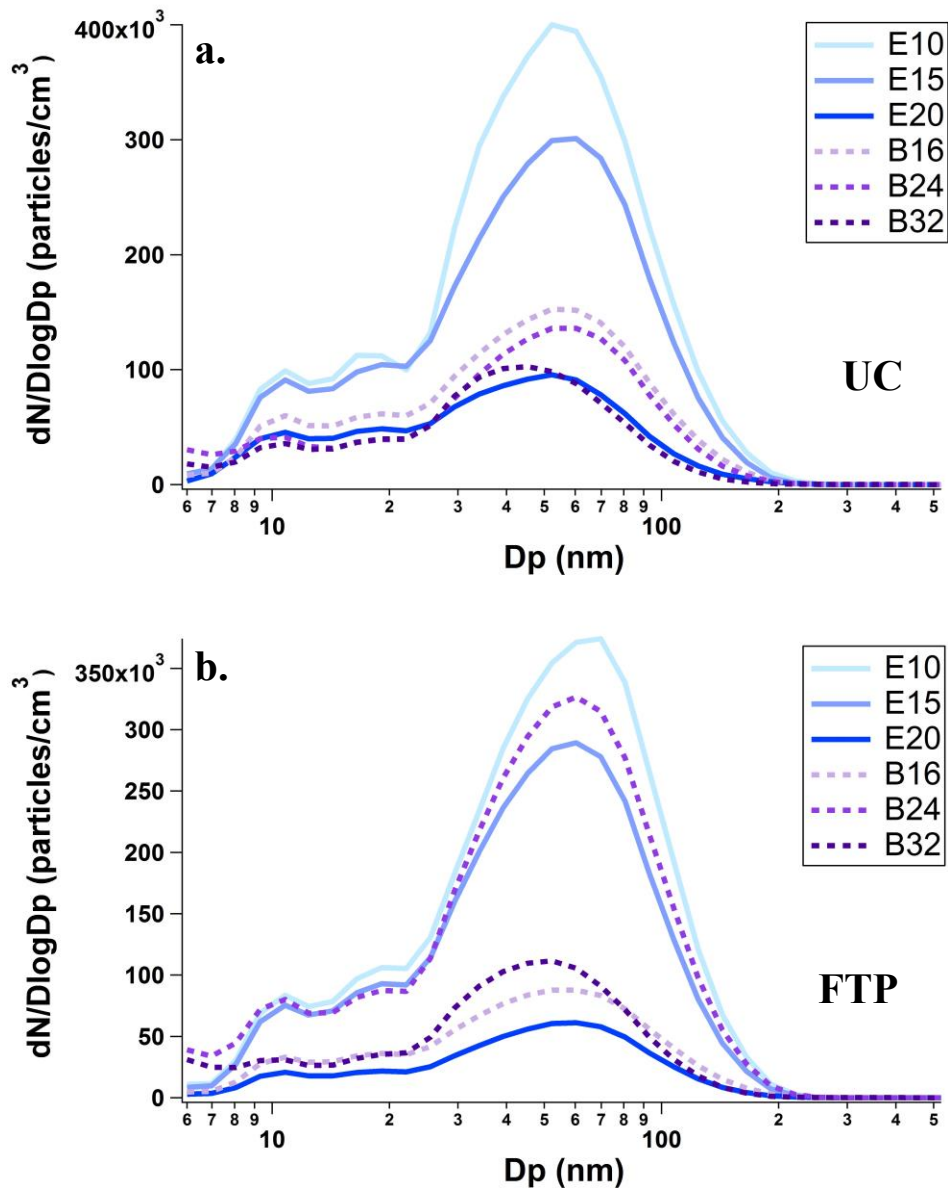 a.
400x10³
300
200
100
0
dN/DlogDp (particles/cm³)
E10
E15
E20
B16
B24
B32
UC
6 7 8 9 10 2 3 4 5 6 7 8 9 100 2 3 4 5
Dp (nm)
b.
350x10³
300
250
200
150
100
50
0
dN/DlogDp (particles/cm³)
E10
E15
E20
B16
B24
B32
FTP
6 7 8 9 10 2 3 4 5 6 7 8 9 100 2 3 4 5
Dp (nm)